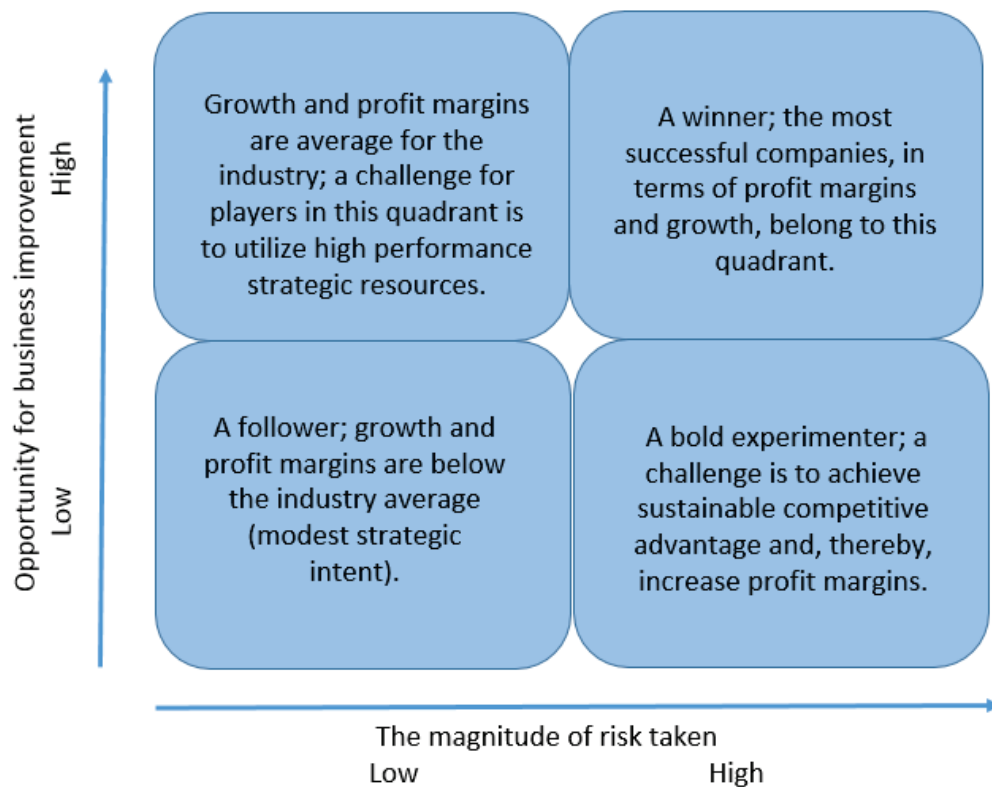 Opportunity for business improvement
High
Low
Growth and profit margins
are average for the
industry; a challenge for
players in this quadrant is
to utilize high performance
strategic resources.
A winner; the most
successful companies, in
terms of profit margins
and growth, belong to this
quadrant.
A follower; growth and
profit margins are below
the industry average
(modest strategic
intent).
A bold experimenter; a
challenge is to achieve
sustainable competitive
advantage and, thereby,
increase profit margins.
The magnitude of risk taken
Low High